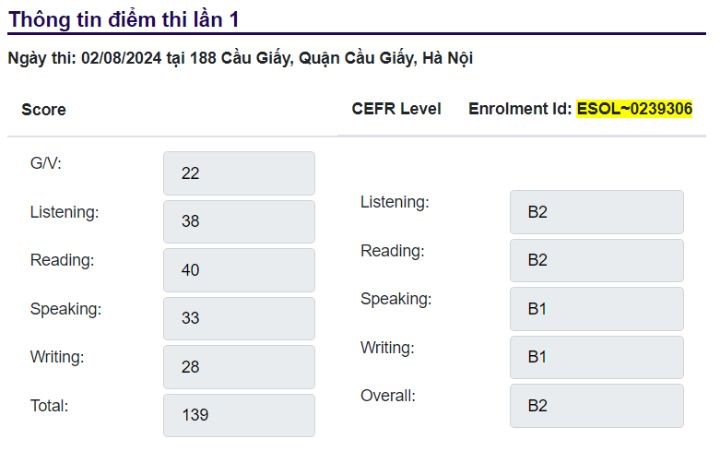 Thông tin điểm thi lần 1
Ngày thi: 02/08/2024 tại 188 Cầu Giấy, Quận Cầu Giấy, Hà Nội
Score
CEFR Level Enrolment Id: ESOL~0239306
G/V: 22
Listening: 38
Reading: 40
Speaking: 33
Writing: 28
Total: 139
Listening: B2
Reading: B2
Speaking: B1
Writing: B1
Overall: B2